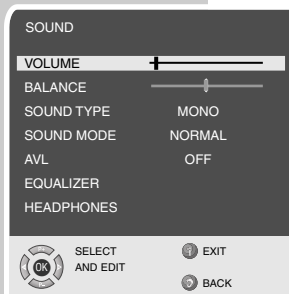 SOUND
VOLUME
BALANCE
SOUND TYPE MONO
SOUND MODE NORMAL
AVL OFF
EQUALIZER
HEADPHONES
OK
SELECT
AND EDIT
EXIT
BACK